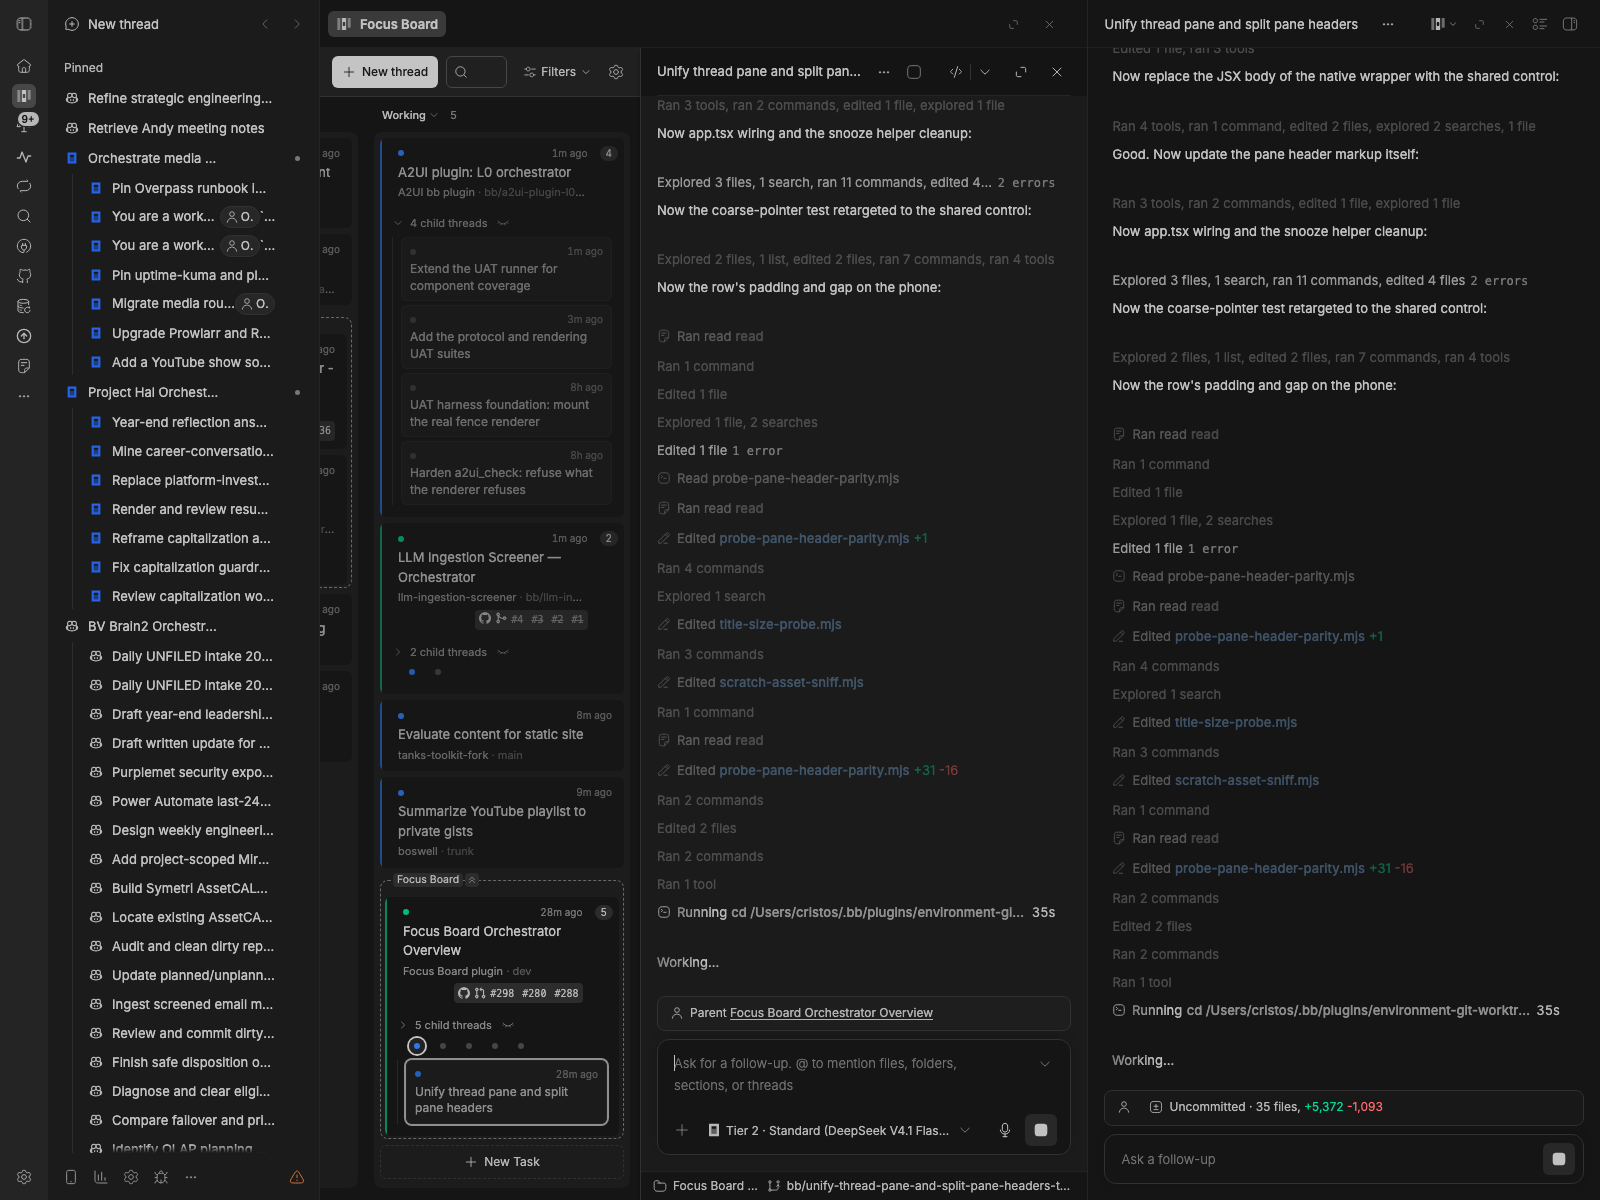 New thread
Pinned
Refine strategic engineering...
Retrieve Andy meeting notes
9+
Orchestrate media ...
Pin Overpass runbook i...
You are a work... O. `...
You are a work... O. `...
Pin uptime-kuma and pl...
Migrate media rou... O.
Upgrade Prowlarr and R...
Add a YouTube show so...
Project Hal Orchest...
Year-end reflection ans...
Mine career-conversatio...
Replace platform-invest...
Render and review resu...
Reframe capitalization a...
Fix capitalization guardr...
Review capitalization wo...
BV Brain2 Orchestr...
Daily UNFILED intake 20...
Daily UNFILED intake 20...
Draft year-end leadershi...
Draft written update for ...
Purplemet security expo...
Power Automate last-24...
Design weekly engineeri...
Add project-scoped Mir...
Build Symetri AssetCAL...
Locate existing AssetCA...
Audit and clean dirty rep...
Update planned/unplann...
Ingest screened email m...
Review and commit dirty...
Finish safe disposition o...
Diagnose and clear eligi...
Compare failover and pri...
Identify OLAP planning
...
Focus Board
New thread
Filters
ago
nt
ago
e...
ago
r -
36
ago
r...
ago
g
ago
Working 5
1m ago 4
A2UI plugin: L0 orchestrator
A2UI bb plugin · bb/a2ui-plugin-l0...
4 child threads
1m ago
Extend the UAT runner for
component coverage
3m ago
Add the protocol and rendering
UAT suites
8h ago
UAT harness foundation: mount
the real fence renderer
8h ago
Harden a2ui_check: refuse what
the renderer refuses
1m ago 2
LLM Ingestion Screener —
Orchestrator
llm-ingestion-screener · bb/llm-in...
#4 #3 #2 #1
2 child threads
8m ago
Evaluate content for static site
tanks-toolkit-fork · main
9m ago
Summarize YouTube playlist to
private gists
boswell · trunk
Focus Board
28m ago 5
Focus Board Orchestrator
Overview
Focus Board plugin · dev
#298 #280 #288
5 child threads
28m ago
Unify thread pane and split
pane headers
New Task
Unify thread pane and split pan... ...
Ran 3 tools, ran 2 commands, edited 1 file, explored 1 file
Now app.tsx wiring and the snooze helper cleanup:
Explored 3 files, 1 search, ran 11 commands, edited 4... 2 errors
Now the coarse-pointer test retargeted to the shared control:
Explored 2 files, 1 list, edited 2 files, ran 7 commands, ran 4 tools
Now the row's padding and gap on the phone:
Ran read read
Ran 1 command
Edited 1 file
Explored 1 file, 2 searches
Edited 1 file 1 error
Read probe-pane-header-parity.mjs
Ran read read
Edited probe-pane-header-parity.mjs +1
Ran 4 commands
Explored 1 search
Edited title-size-probe.mjs
Ran 3 commands
Edited scratch-asset-sniff.mjs
Ran 1 command
Ran read read
Edited probe-pane-header-parity.mjs +31 -16
Ran 2 commands
Edited 2 files
Ran 2 commands
Ran 1 tool
Running cd /Users/cristos/.bb/plugins/environment-gi... 35s
Working...
Parent Focus Board Orchestrator Overview
Ask for a follow-up. @ to mention files, folders,
sections, or threads
Tier 2 · Standard (DeepSeek V4.1 Flas...
Focus Board ... bb/unify-thread-pane-and-split-pane-headers-t...
Unify thread pane and split pane headers ...
Edited 1 file, ran 3 tools
Now replace the JSX body of the native wrapper with the shared control:
Ran 4 tools, ran 1 command, edited 2 files, explored 2 searches, 1 file
Good. Now update the pane header markup itself:
Ran 3 tools, ran 2 commands, edited 1 file, explored 1 file
Now app.tsx wiring and the snooze helper cleanup:
Explored 3 files, 1 search, ran 11 commands, edited 4 files 2 errors
Now the coarse-pointer test retargeted to the shared control:
Explored 2 files, 1 list, edited 2 files, ran 7 commands, ran 4 tools
Now the row's padding and gap on the phone:
Ran read read
Ran 1 command
Edited 1 file
Explored 1 file, 2 searches
Edited 1 file 1 error
Read probe-pane-header-parity.mjs
Ran read read
Edited probe-pane-header-parity.mjs +1
Ran 4 commands
Explored 1 search
Edited title-size-probe.mjs
Ran 3 commands
Edited scratch-asset-sniff.mjs
Ran 1 command
Ran read read
Edited probe-pane-header-parity.mjs +31 -16
Ran 2 commands
Edited 2 files
Ran 2 commands
Ran 1 tool
Running cd /Users/cristos/.bb/plugins/environment-git-worktr... 35s
Working...
Uncommitted · 35 files, +5,372 -1,093
Ask a follow-up